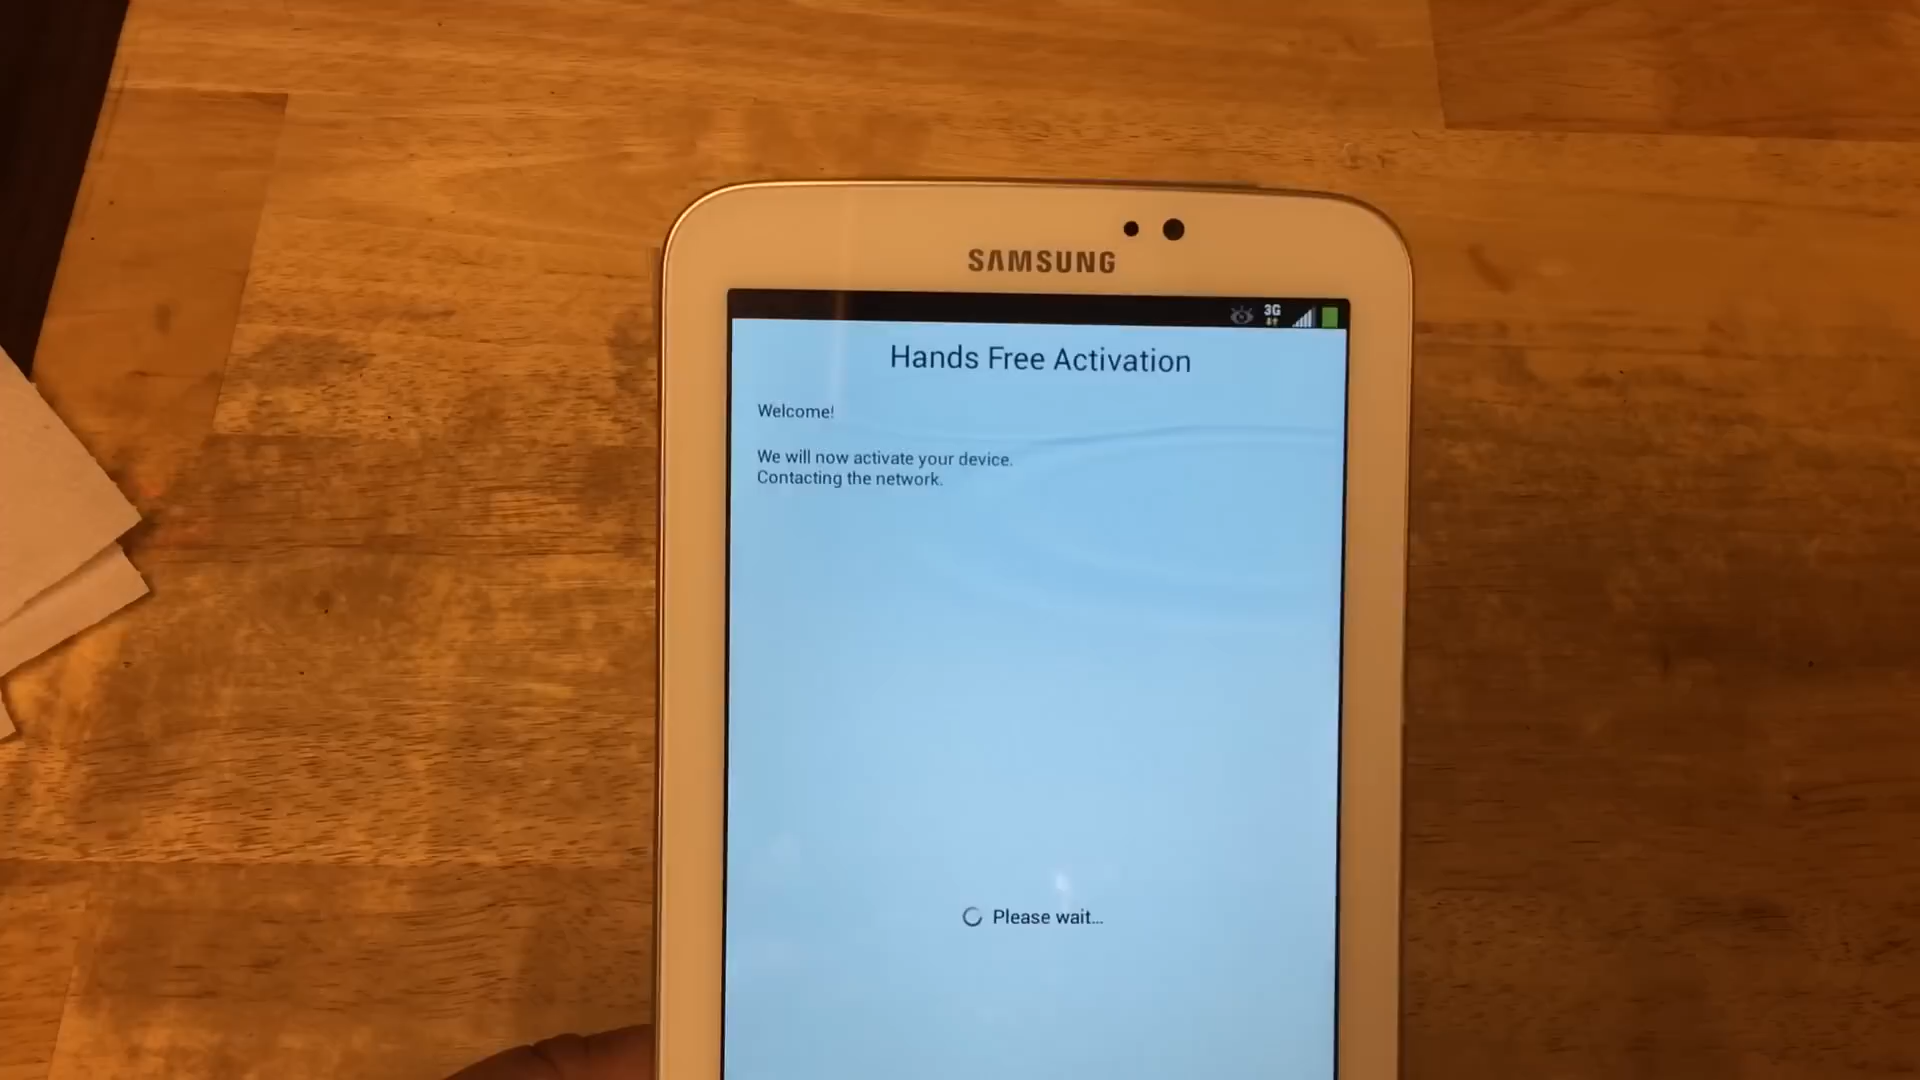 SAMSUNG
3G
Hands Free Activation
Welcome!
We will now activate your device.
Contacting the network.
Please wait...